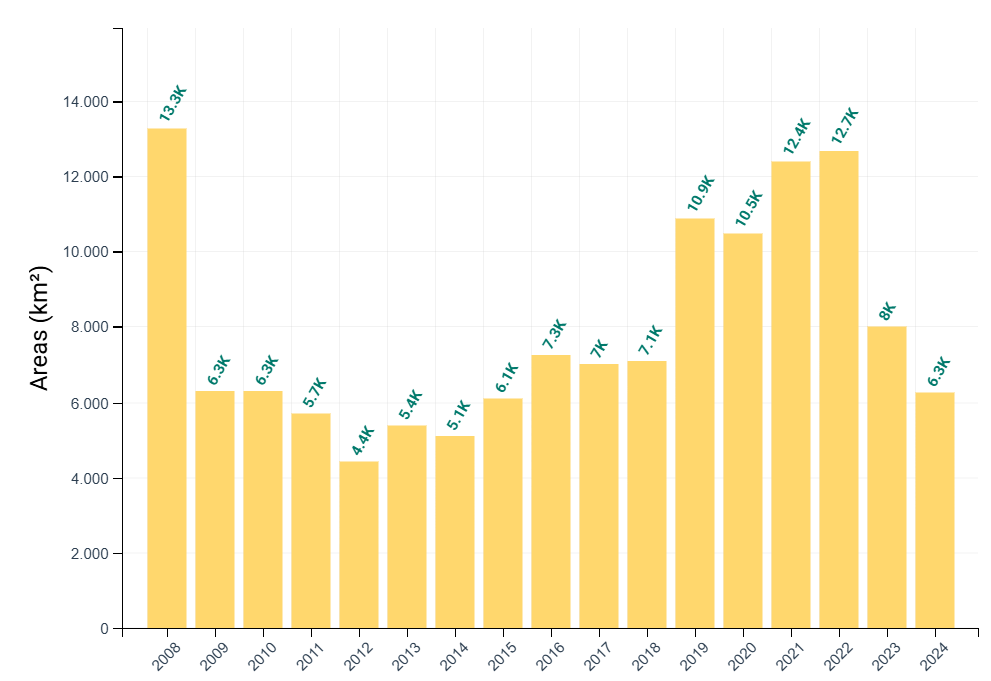 Areas (km²)
14.000
12.000
10.000
8.000
6.000
4.000
2.000
0
13.3K
6.3K
6.3K
5.7K
4.4K
5.4K
5.1K
6.1K
7.3K
7K
7.1K
10.9K
10.5K
12.4K
12.7K
8K
6.3K
2008
2009
2010
2011
2012
2013
2014
2015
2016
2017
2018
2019
2020
2021
2022
2023
2024